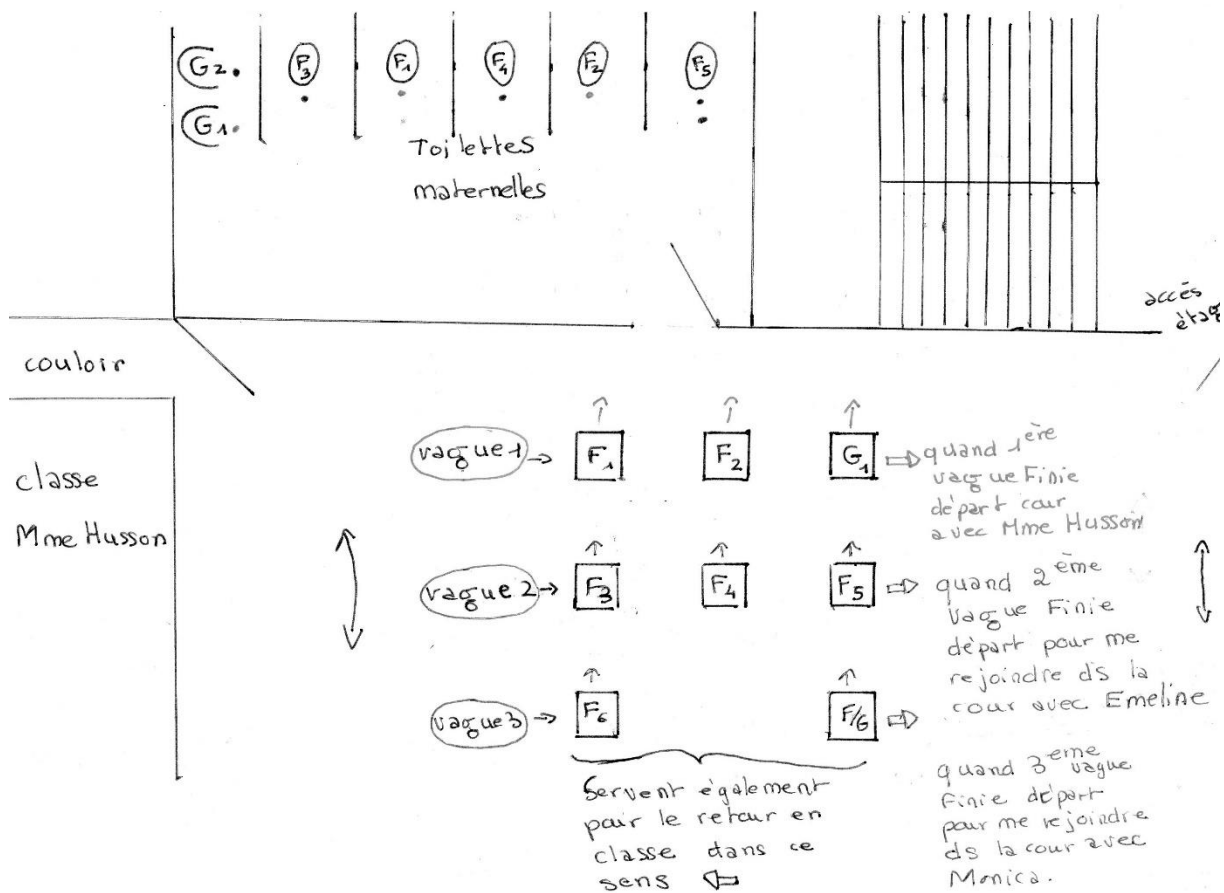 G2. F3 F1 F4 F2 F5
G1.
Toilettes
maternelles
accès
étag
couloir
classe
Mme Husson
vague 1 → F1 F2 G1 ⇨ quand 1ère
vague Finie
départ cour
avec Mme Husson
vague 2 → F3 F4 F5 ⇨ quand 2ème
vague Finie
départ pour me
rejoindre ds la
cour avec Emeline
vague 3 → F6 F/G ⇨
quand 3eme vague
Finie départ
pour me rejoindre
ds la cour avec
Monica.
Servent également
pour le retour en
classe dans ce
sens ⇦